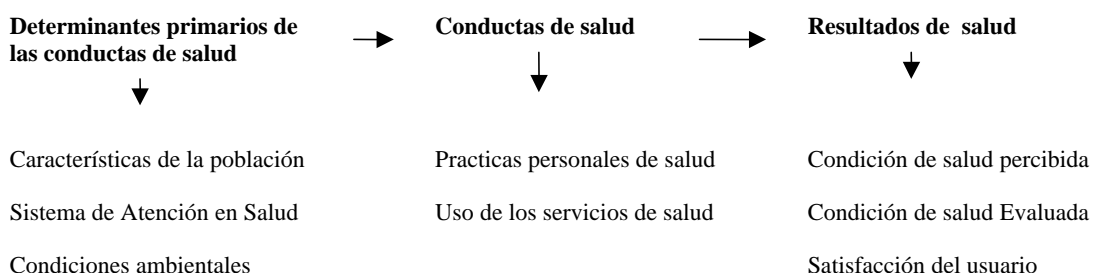 Determinantes primarios de
las conductas de salud
Conductas de salud
Resultados de salud
Características de la población
Practicas personales de salud
Condición de salud percibida
Sistema de Atención en Salud
Uso de los servicios de salud
Condición de salud Evaluada
Condiciones ambientales
Satisfacción del usuario